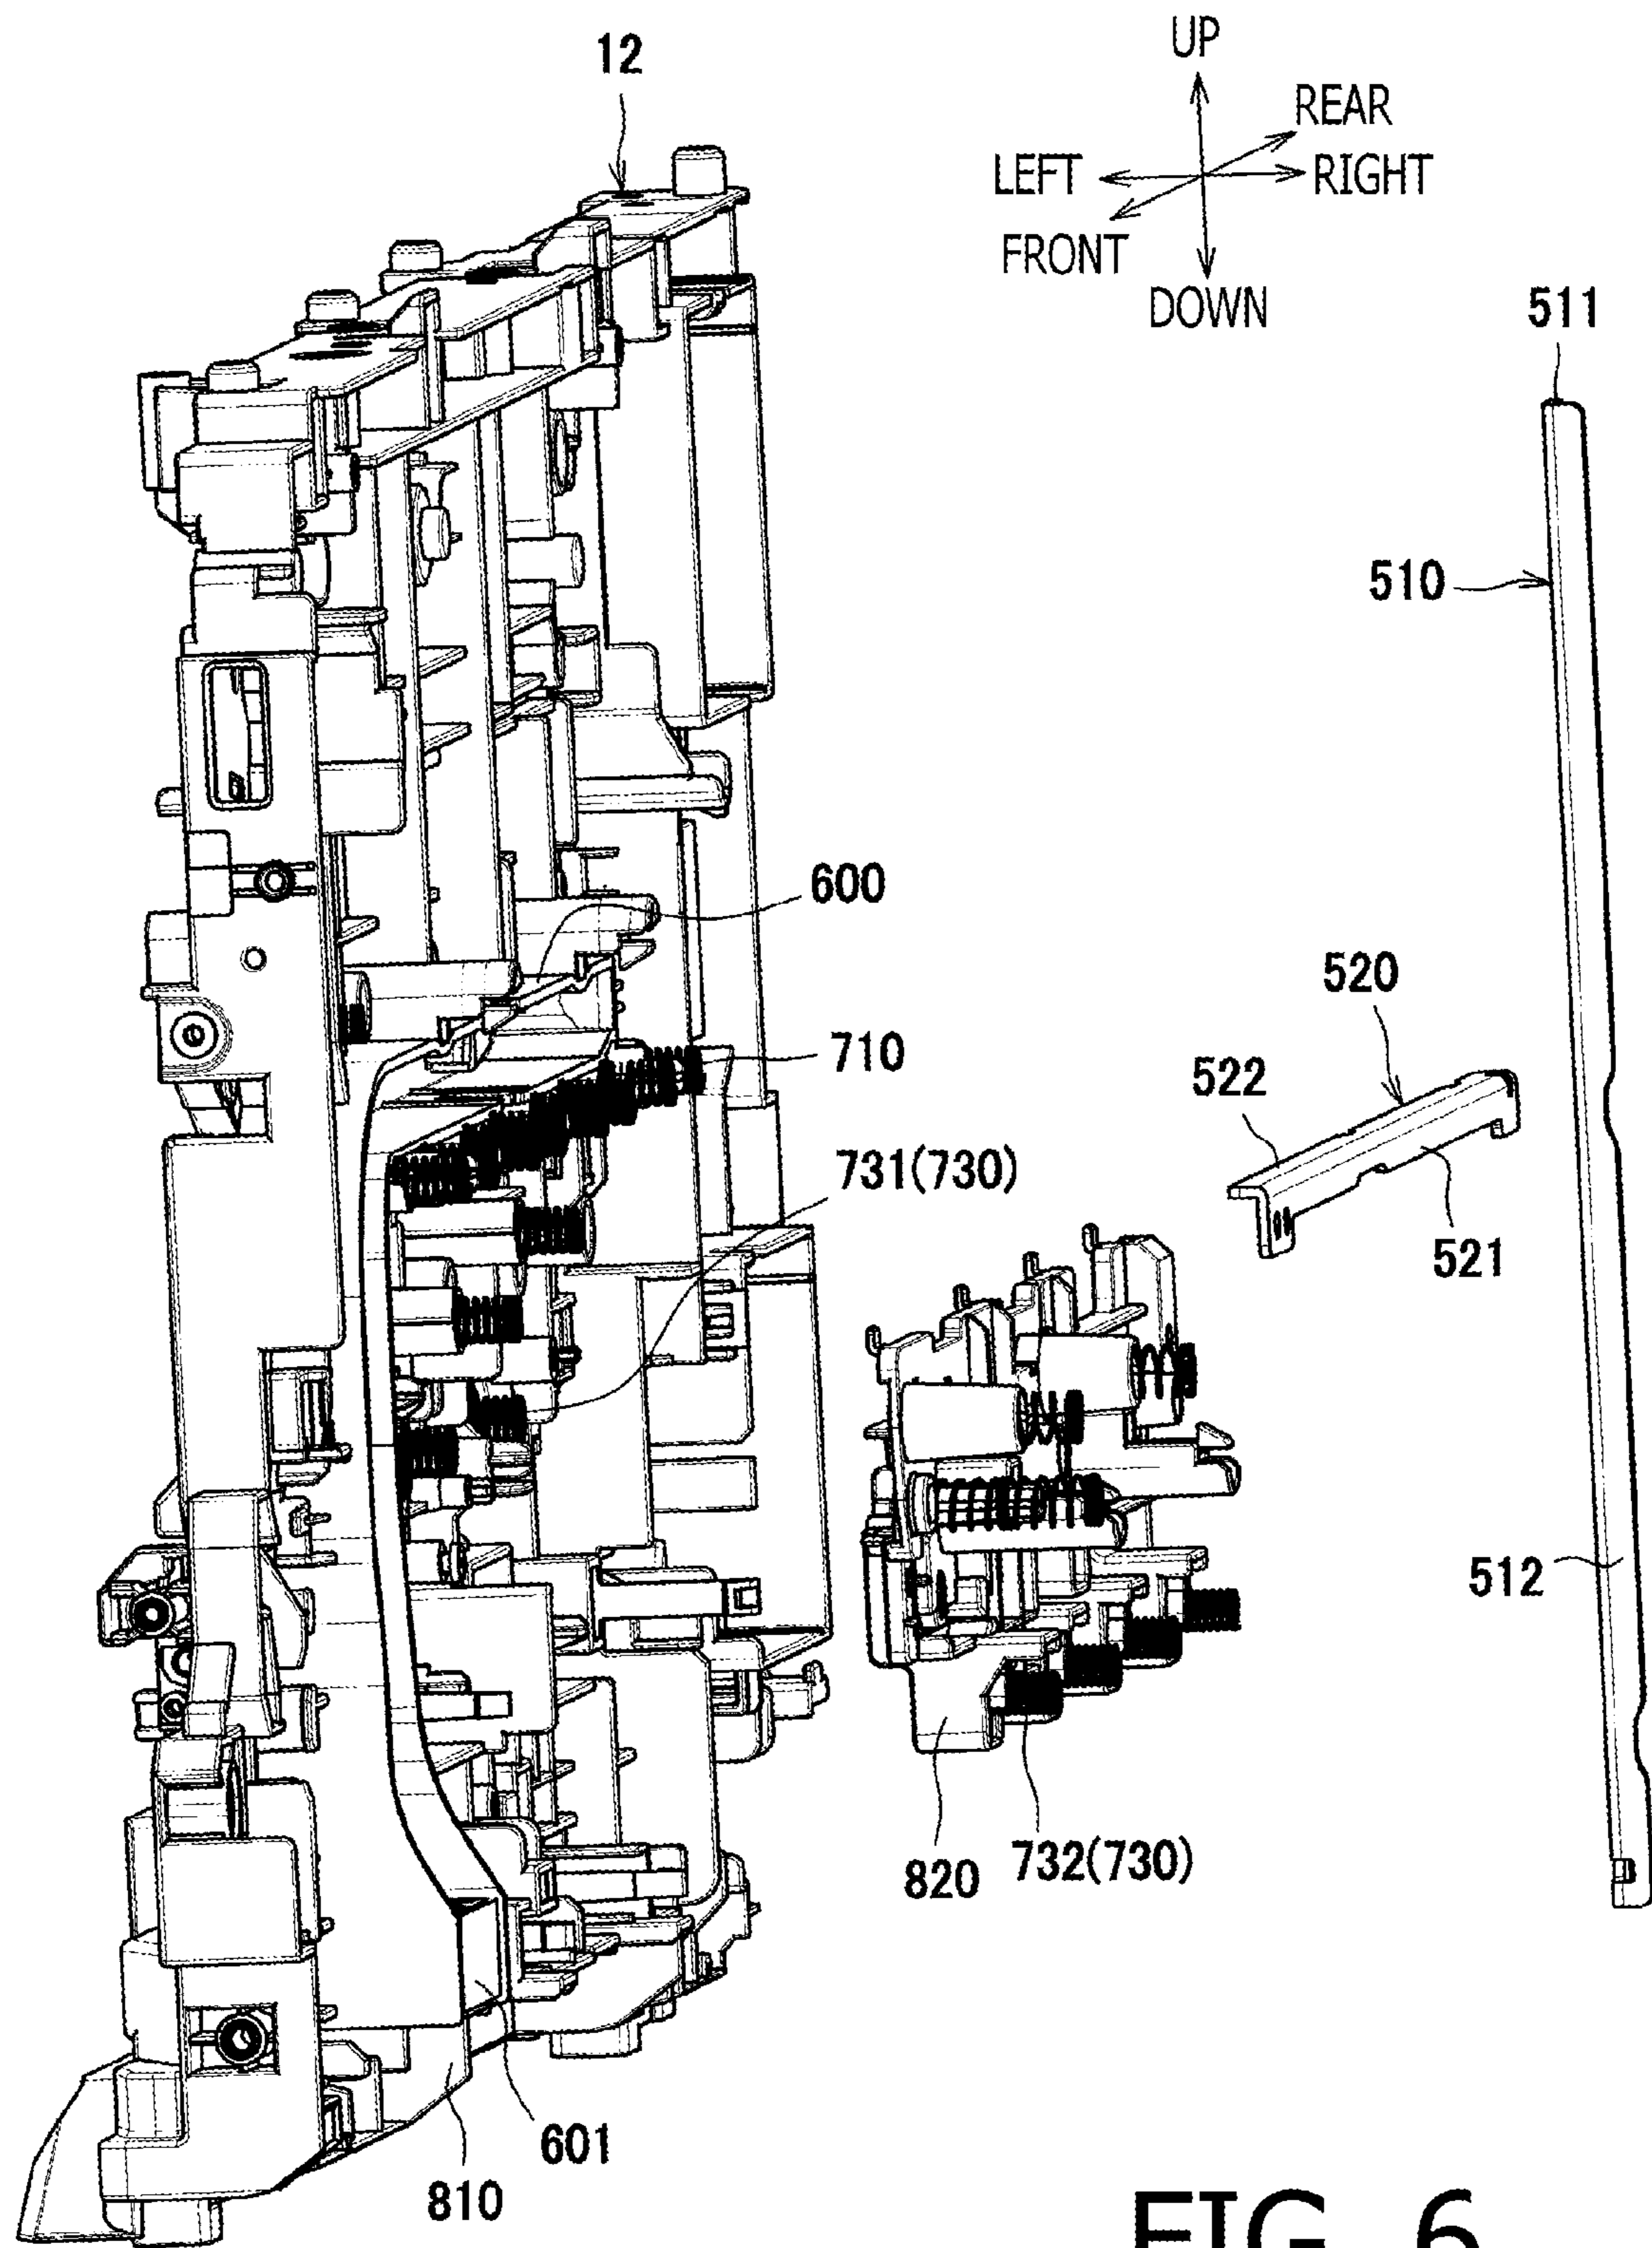 12
UP
REAR
LEFT
RIGHT
FRONT
DOWN
511
510
600
520
710
522
731(730)
521
512
732(730)
820
601
810
FIG. 6